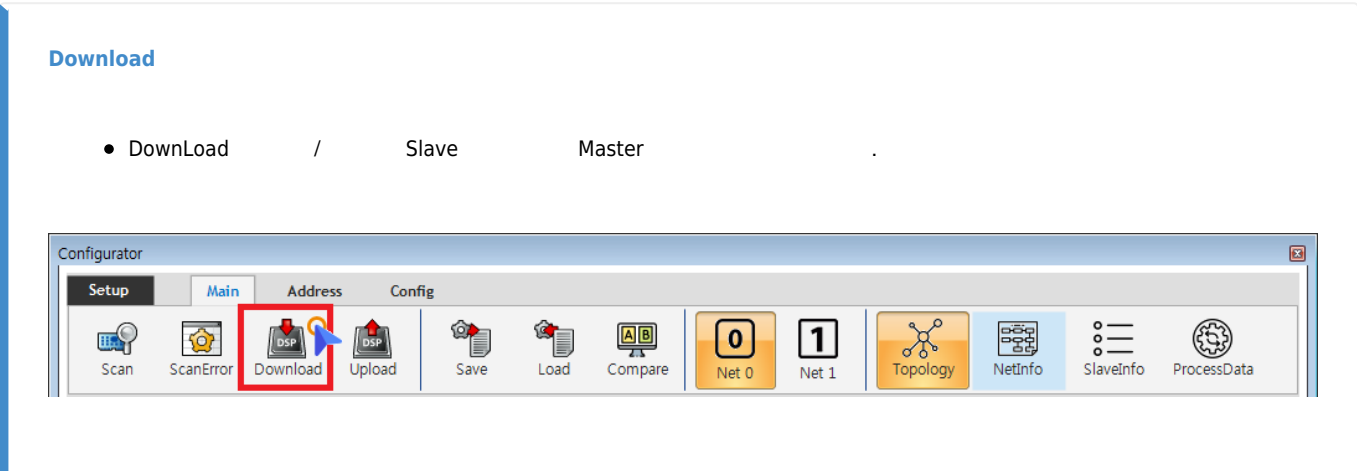 Download
DownLoad / Slave Master .
Configurator
Setup Main Address Config
DSP DSP A B 0 1
Scan ScanError Download Upload Save Load Compare Net 0 Net 1 Topology NetInfo SlaveInfo ProcessData